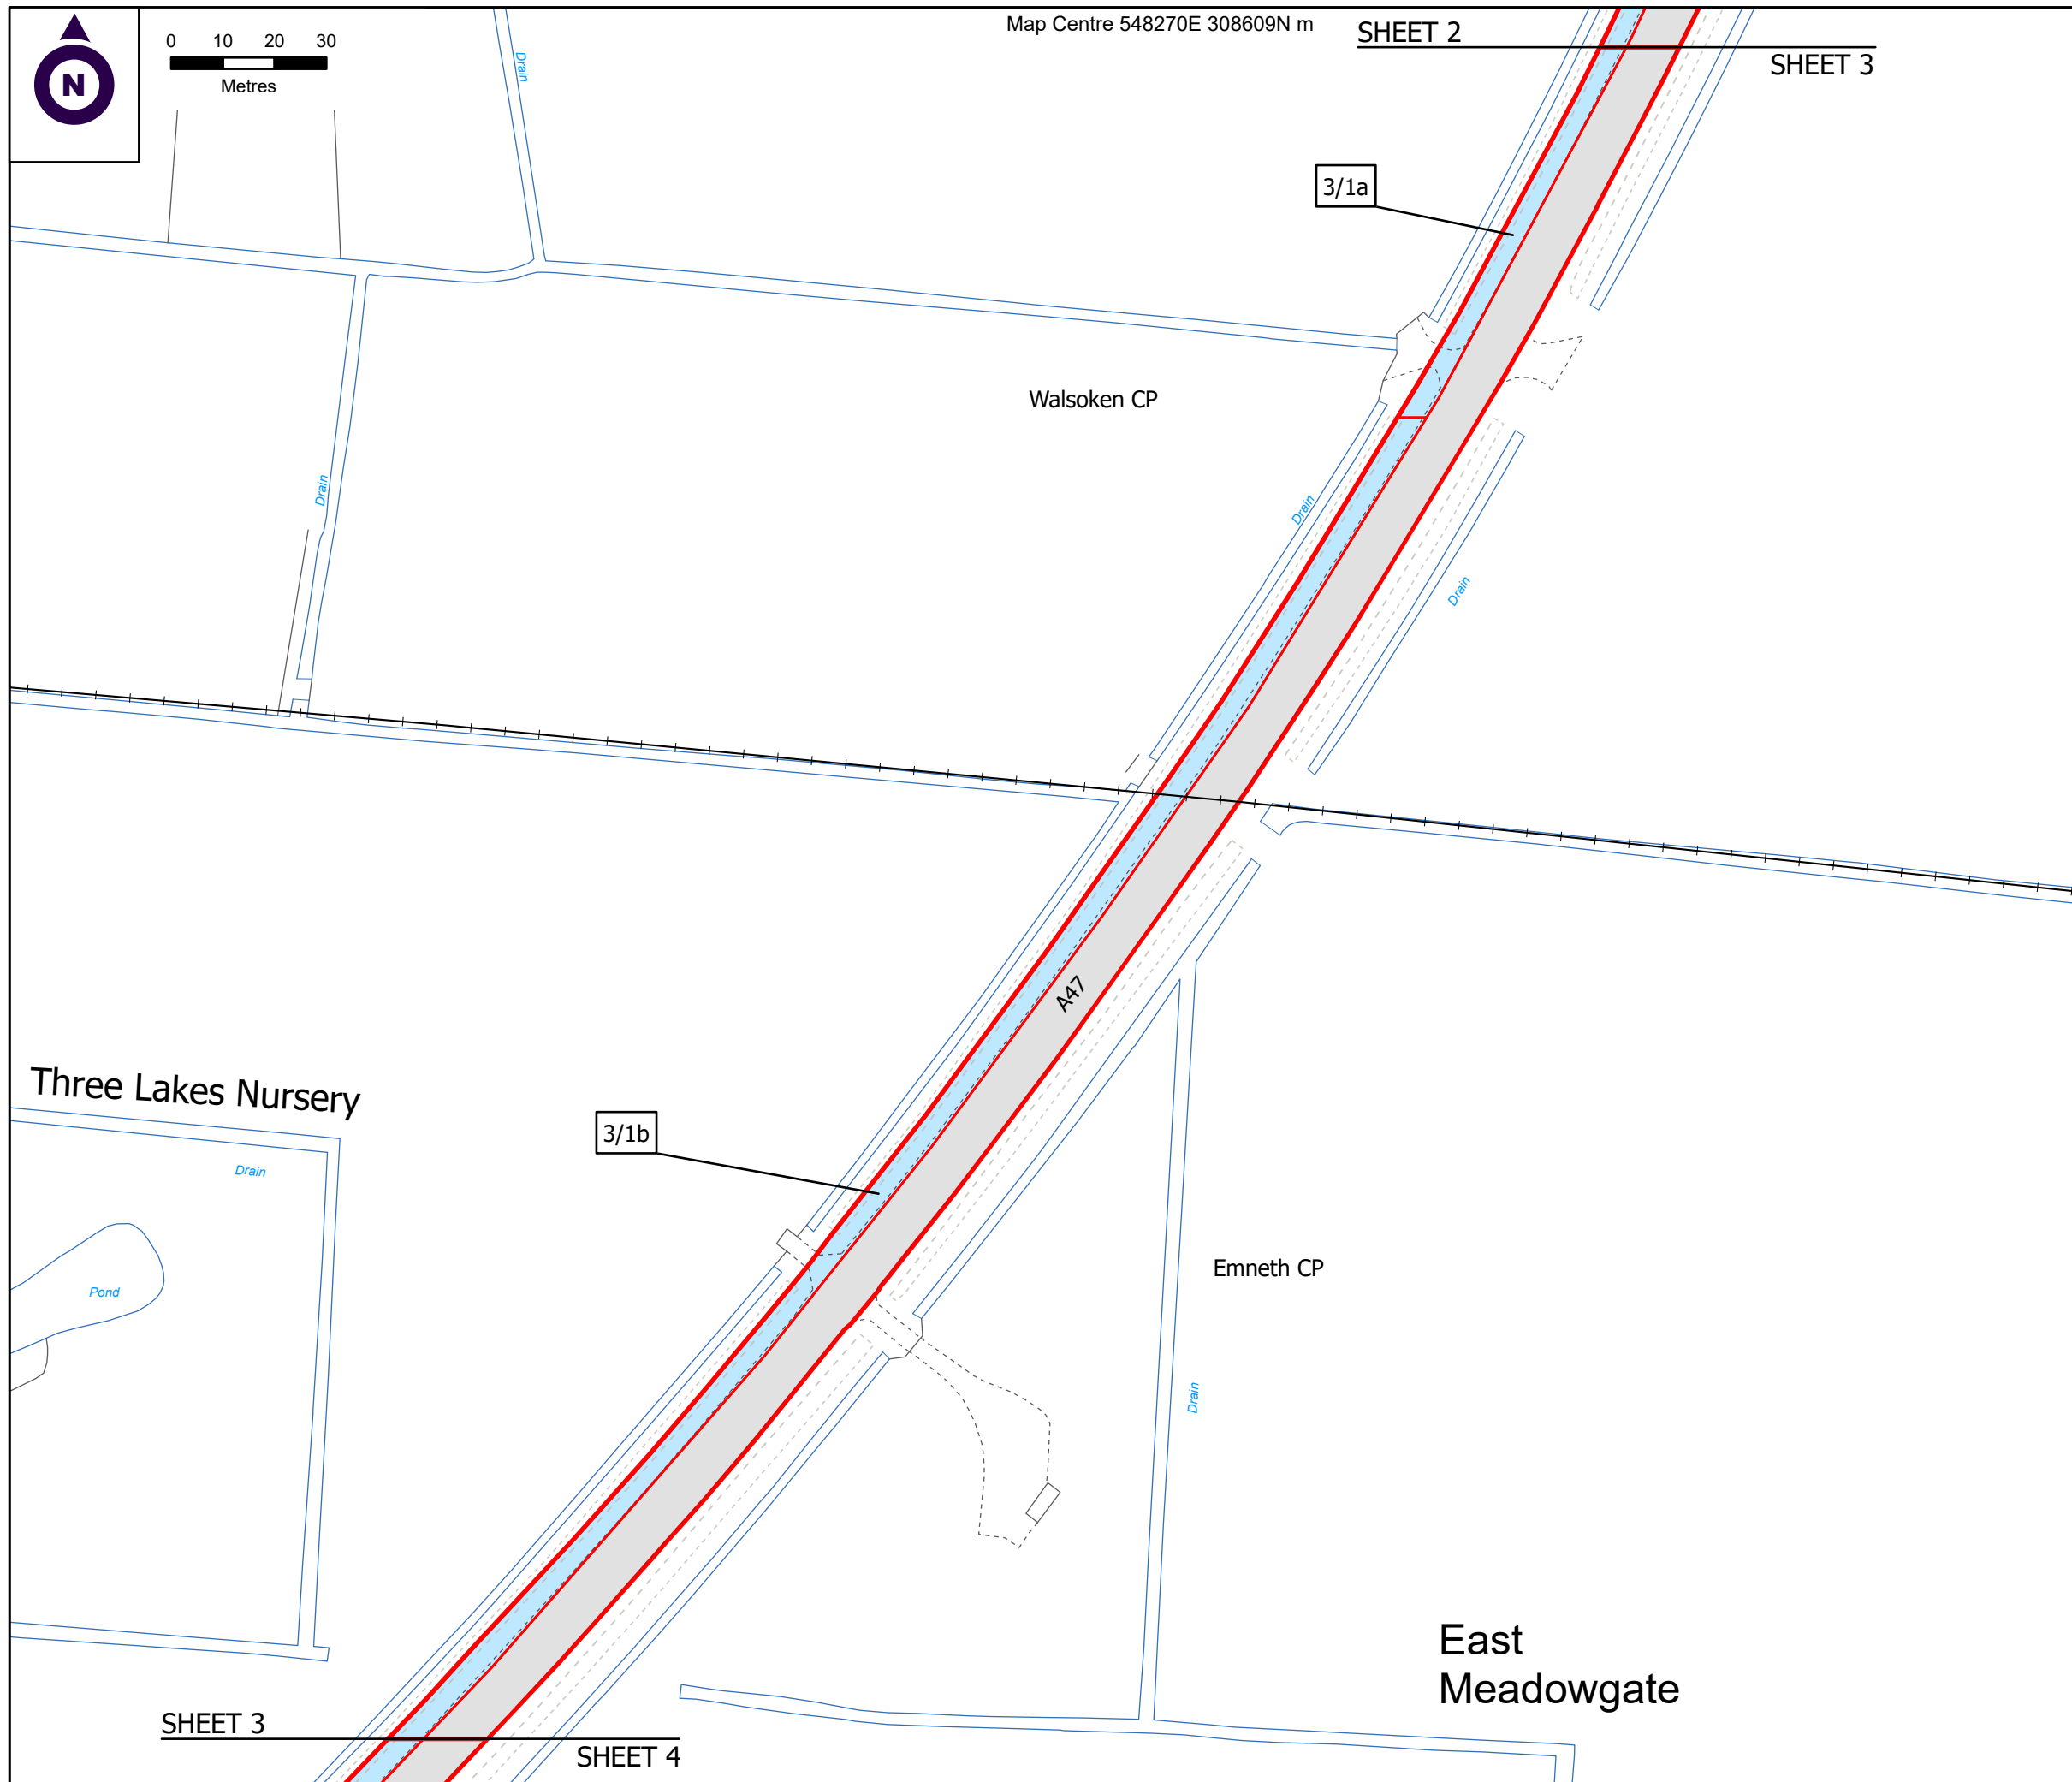 Map Centre 548270E 308609N m
N
0 10 20 30
Metres
SHEET 2
SHEET 3
Drain
3/1a
Walsoken CP
Drain
Drain
Drain
A47
Three Lakes Nursery
3/1b
Drain
Pond
Emneth CP
Drain
East
Meadowgate
SHEET 3
SHEET 4